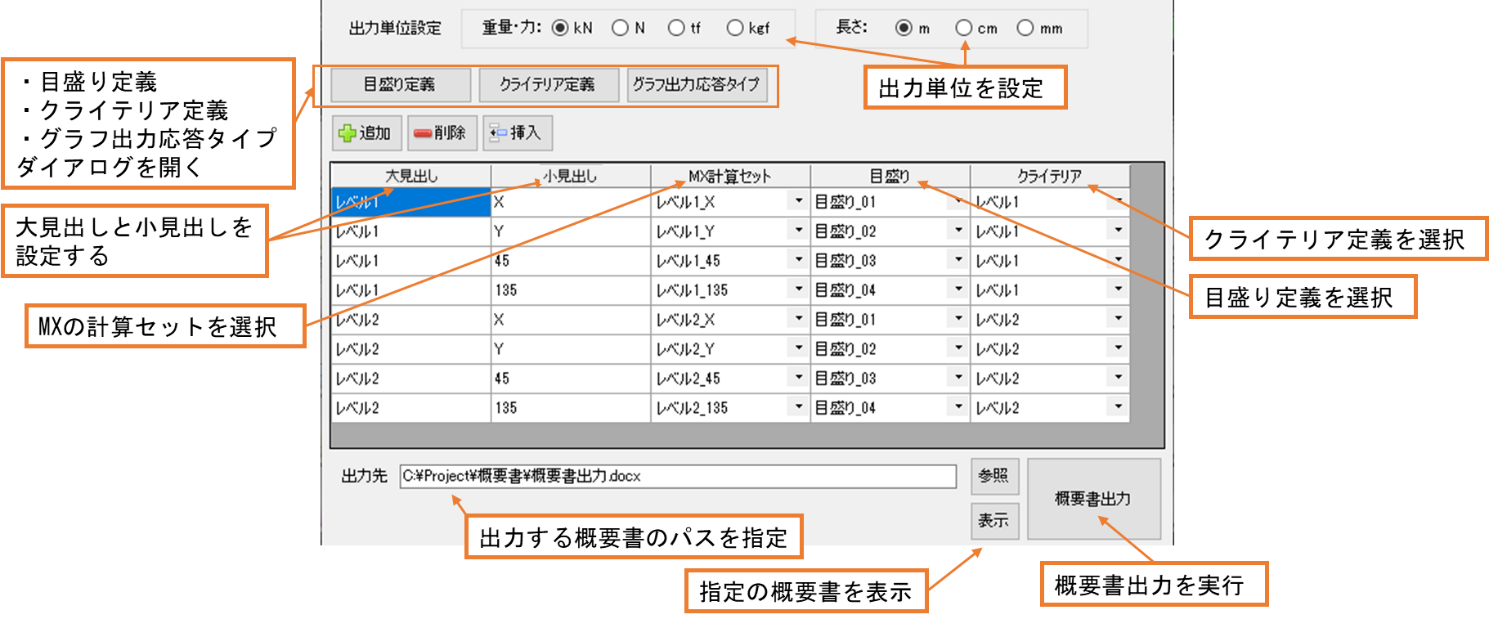 出力単位設定 重量・力： kN N tf kgf 長さ： m cm mm
出力単位を設定
・目盛り定義
・クライテリア定義
・グラフ出力応答タイプ
ダイアログを開く
目盛り定義 クライテリア定義 グラフ出力応答タイプ
追加 削除 挿入
大見出し 小見出し MX計算セット 目盛り クライテリア
レベル1 X レベル1_X 目盛り_01 レベル1
レベル1 Y レベル1_Y 目盛り_02 レベル1
レベル1 45 レベル1_45 目盛り_03 レベル1
レベル1 135 レベル1_135 目盛り_04 レベル1
レベル2 X レベル2_X 目盛り_01 レベル2
レベル2 Y レベル2_Y 目盛り_02 レベル2
レベル2 45 レベル2_45 目盛り_03 レベル2
レベル2 135 レベル2_135 目盛り_04 レベル2
大見出しと小見出しを
設定する
MXの計算セットを選択
クライテリア定義を選択
目盛り定義を選択
出力先 C:¥Project¥概要書¥概要書出力.docx 参照
表示
概要書出力
出力する概要書のパスを指定
指定の概要書を表示
概要書出力を実行